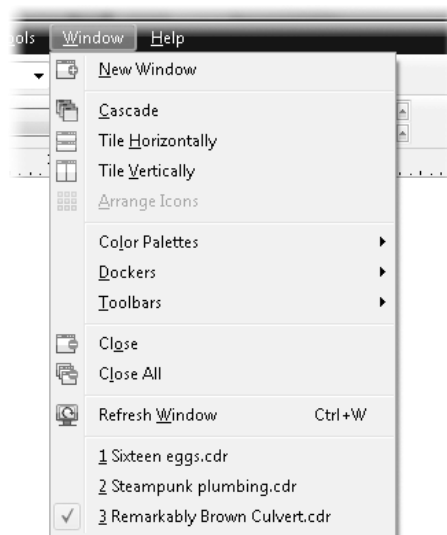 ols Window Help
New Window
Cascade
Tile Horizontally
Tile Vertically
Arrange Icons
Color Palettes
Dockers
Toolbars
Close
Close All
Refresh Window Ctrl+W
1 Sixteen eggs.cdr
2 Steampunk plumbing.cdr
3 Remarkably Brown Culvert.cdr